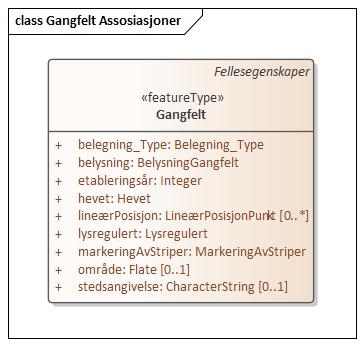 class Gangfelt Assosiasjoner
Fellesegenskaper
«featureType»
Gangfelt
+ belegning_Type: Belegning_Type
+ belysning: BelysningGangfelt
+ etableringsår: Integer
+ hevet: Hevet
+ lineærPosisjon: LineærPosisjonPunkt [0..*]
+ lysregulert: Lysregulert
+ markeringAvStriper: MarkeringAvStriper
+ område: Flate [0..1]
+ stedsangivelse: CharacterString [0..1]